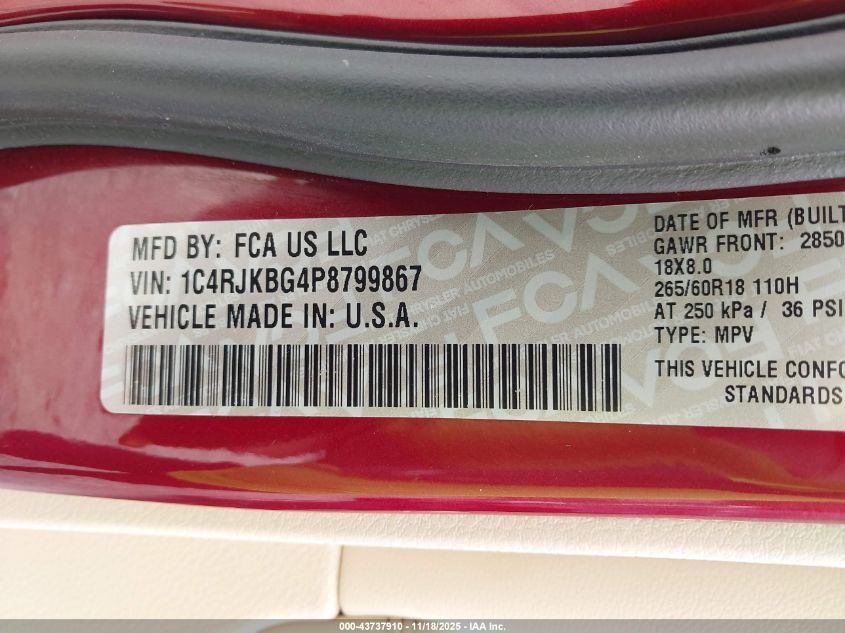 MFD BY: FCA US LLC
VIN: 1C4RJKBG4P8799867
VEHICLE MADE IN: U.S.A.
DATE OF MFR (BUILT
GAWR FRONT: 2850
18X8.0
265/60R18 110H
AT 250 kPa / 36 PSI
TYPE: MPV
THIS VEHICLE CONFO
STANDARDS
000-43737910 - 11/18/2025 - IAA Inc.